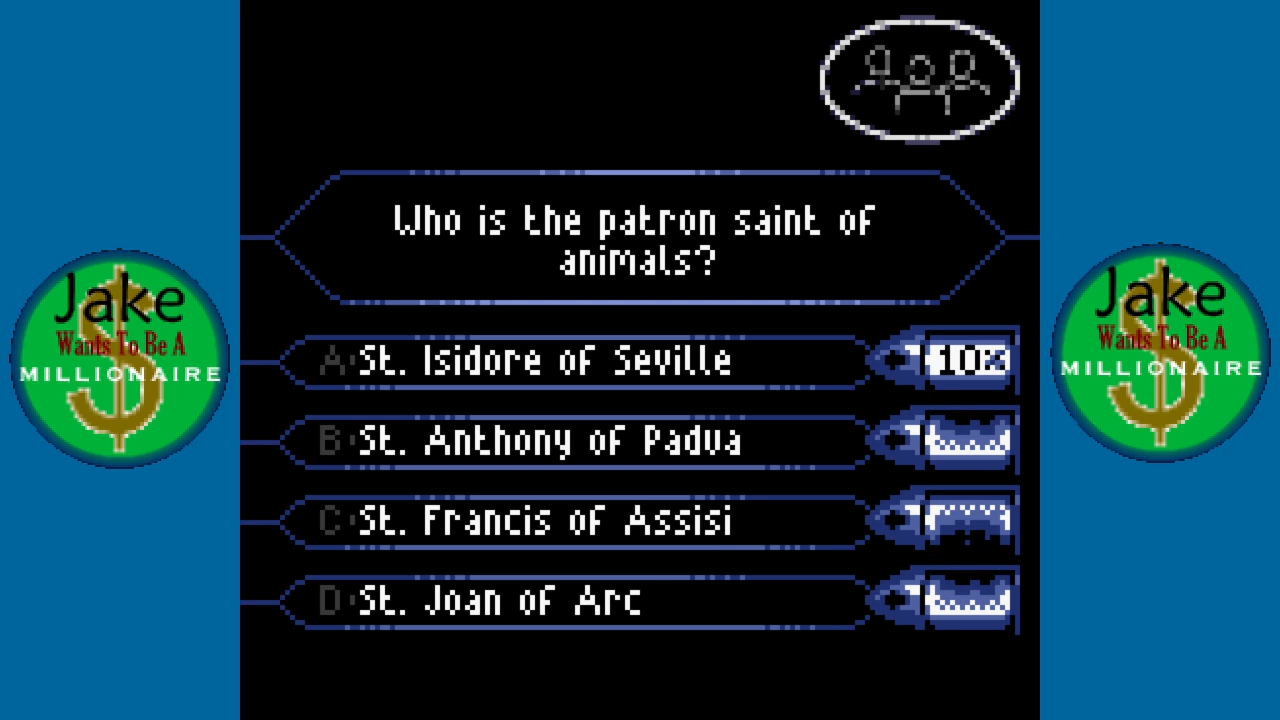 Who is the patron saint of
animals?
A: St. Isidore of Seville
B: St. Anthony of Padua
C: St. Francis of Assisi
D: St. Joan of Arc
Jake
Wants To Be A
MILLIONAIRE
Jake
Wants To Be A
MILLIONAIRE